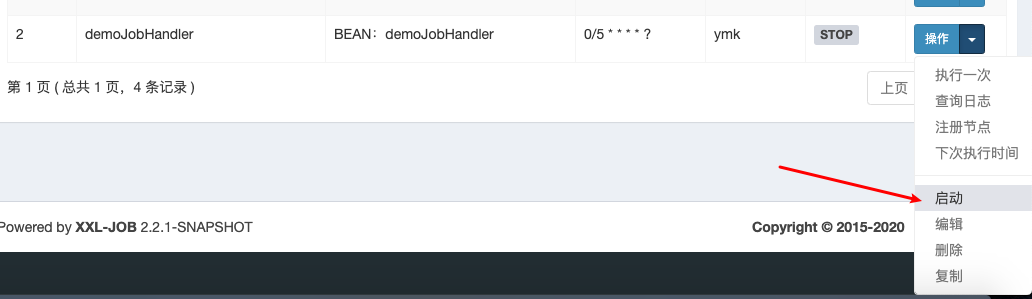 2 demoJobHandler BEAN：demoJobHandler 0/5 * * * * ? ymk STOP 操作
第 1 页 ( 总共 1 页，4 条记录 ) 上页
执行一次
查询日志
注册节点
下次执行时间
启动
编辑
删除
复制
Powered by XXL-JOB 2.2.1-SNAPSHOT Copyright © 2015-2020